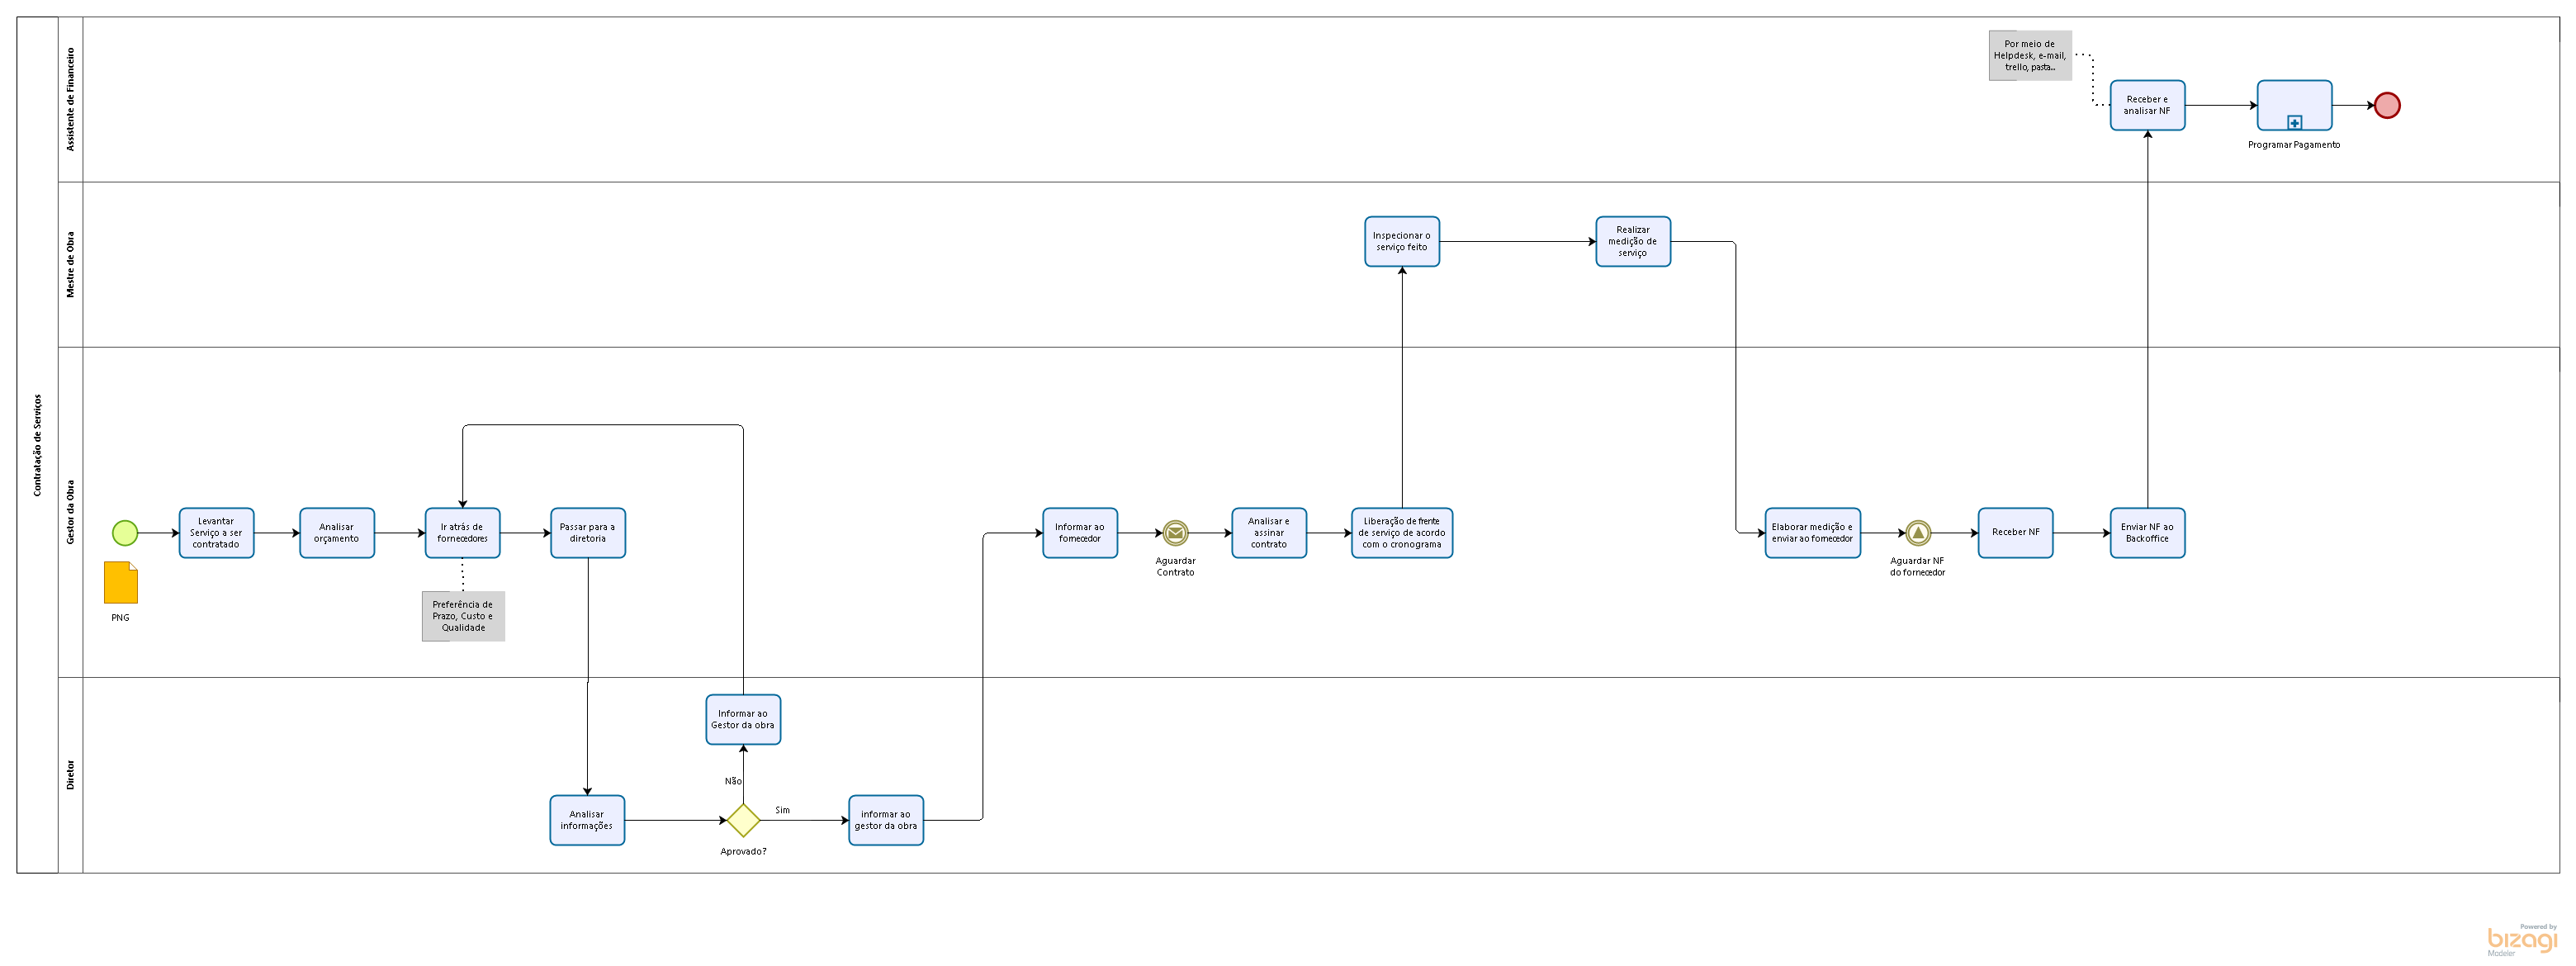 Contratação de Serviços
Assistente de Financeiro
Por meio de
Helpdesk, e-mail,
trello, pasta...
Receber e
analisar NF
Programar Pagamento
Mestre de Obra
Inspecionar o
serviço feito
Realizar
medição de
serviço
Gestor da Obra
PNG
Levantar
Serviço a ser
contratado
Analisar
orçamento
Ir atrás de
fornecedores
Preferência de
Prazo, Custo e
Qualidade
Passar para a
diretoria
Informar ao
fornecedor
Aguardar
Contrato
Analisar e
assinar
contrato
Liberação de frente
de serviço de acordo
com o cronograma
Elaborar medição e
enviar ao fornecedor
Aguardar NF
do fornecedor
Receber NF
Enviar NF ao
Backoffice
Diretor
Analisar
informações
Aprovado?
Não
Informar ao
Gestor da obra
Sim
informar ao
gestor da obra
Powered by
bizagi
Modeler